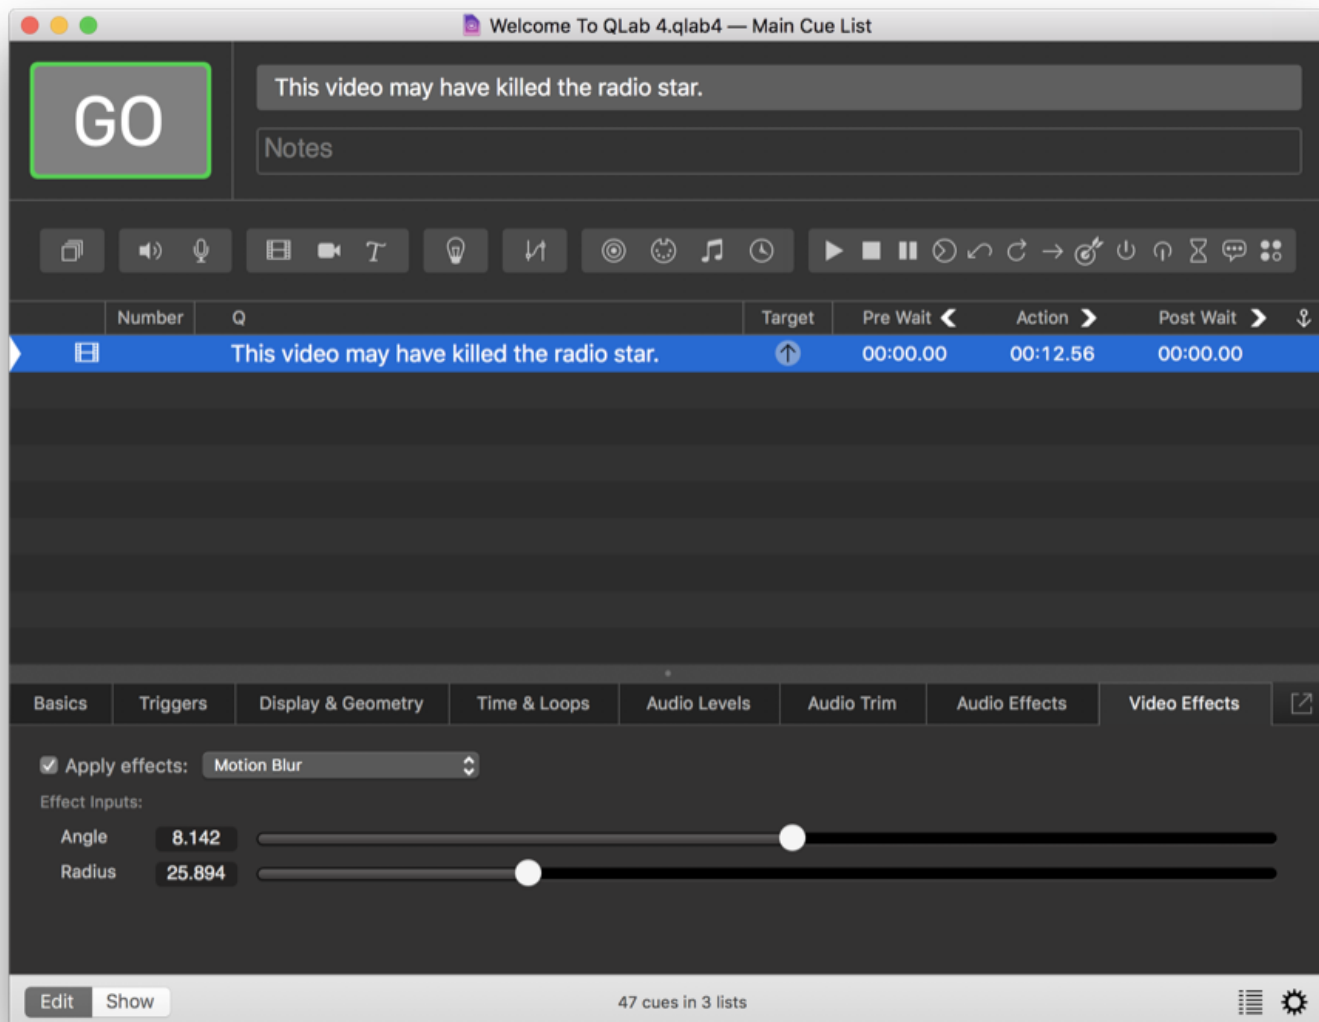 Welcome To QLab 4.qlab4 — Main Cue List
GO
This video may have killed the radio star.
Notes
Number Q Target Pre Wait Action Post Wait
This video may have killed the radio star. 00:00.00 00:12.56 00:00.00
Basics Triggers Display & Geometry Time & Loops Audio Levels Audio Trim Audio Effects Video Effects
Apply effects: Motion Blur
Effect Inputs:
Angle 8.142
Radius 25.894
Edit Show 47 cues in 3 lists